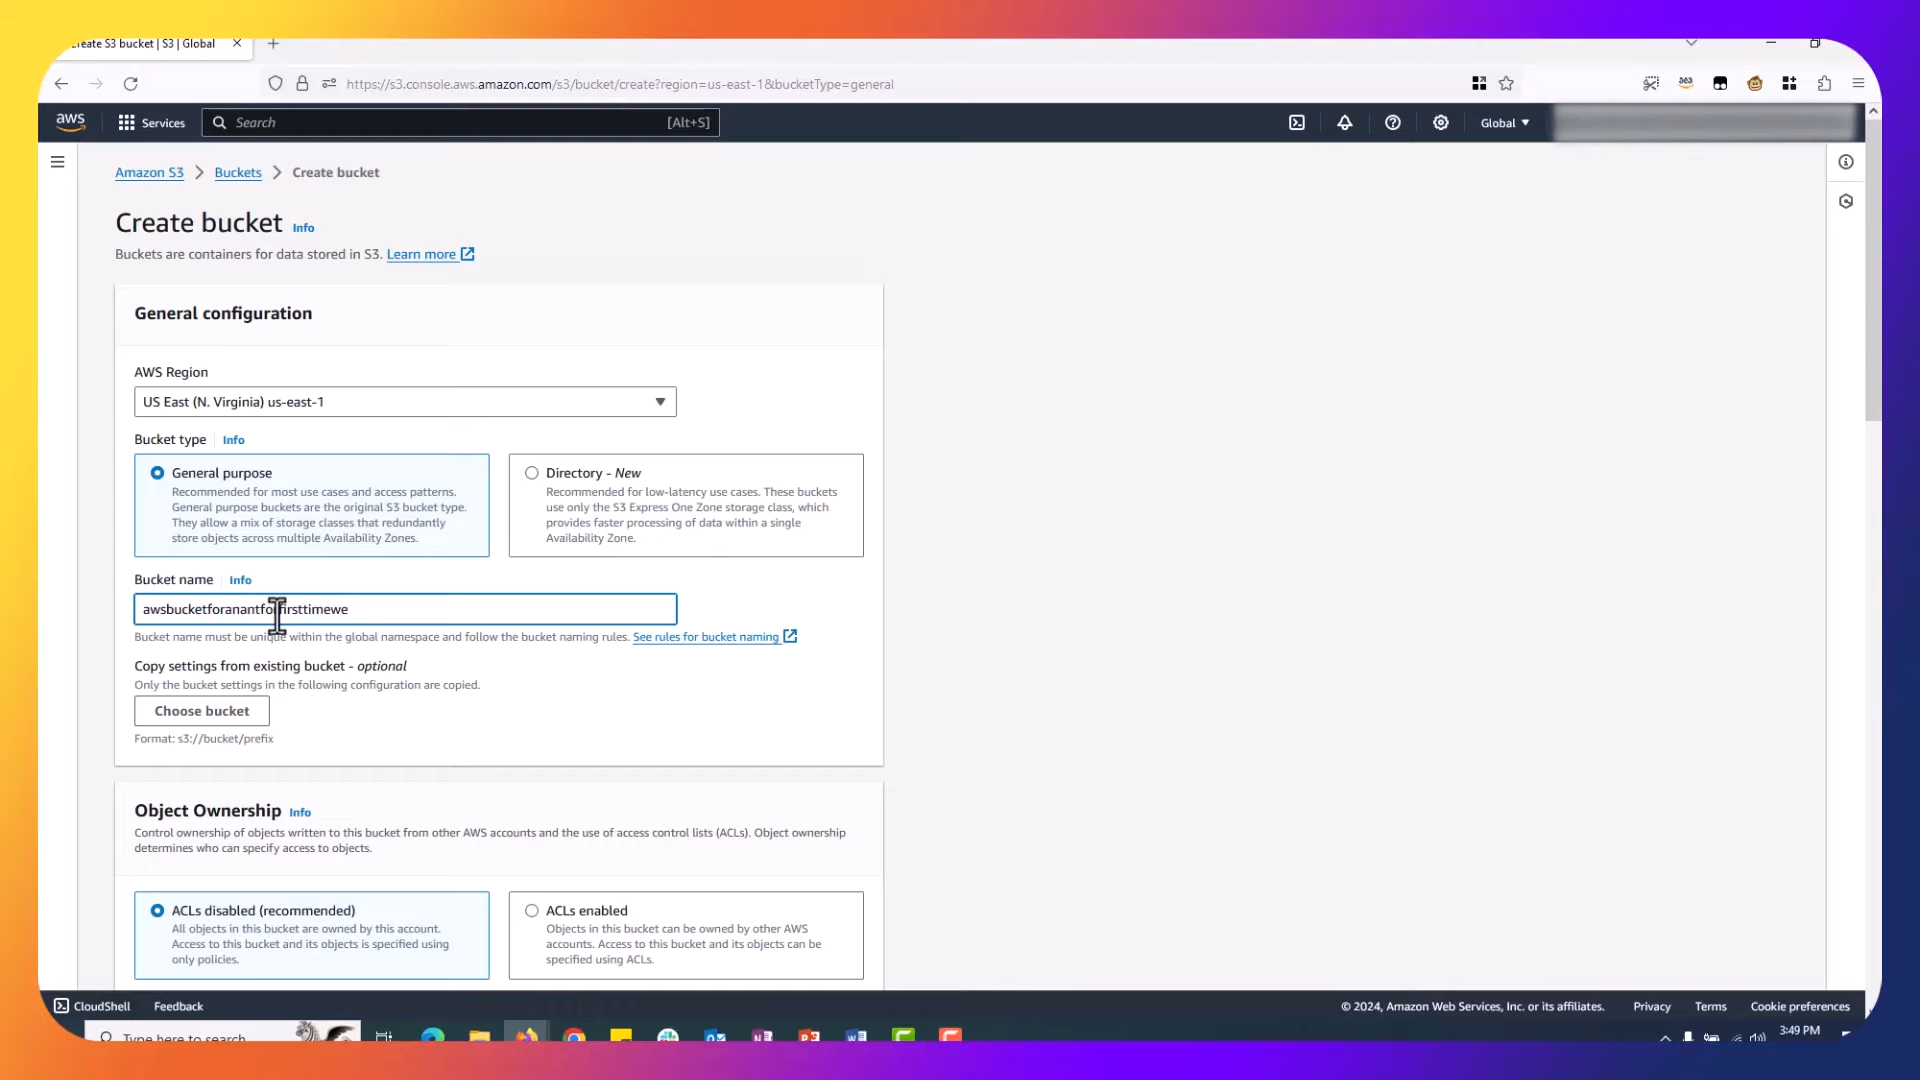 Create S3 bucket | S3 | Global
https://s3.console.aws.amazon.com/s3/bucket/create?region=us-east-1&bucketType=general
aws
Services
Search
[Alt+S]
Global
Amazon S3 > Buckets > Create bucket
Create bucket Info
Buckets are containers for data stored in S3. Learn more
General configuration
AWS Region
US East (N. Virginia) us-east-1
Bucket type Info
General purpose
Recommended for most use cases and access patterns.
General purpose buckets are the original S3 bucket type.
They allow a mix of storage classes that redundantly
store objects across multiple Availability Zones.
Directory - New
Recommended for low-latency use cases. These buckets
use only the S3 Express One Zone storage class, which
provides faster processing of data within a single
Availability Zone.
Bucket name Info
awsbucketforanantforfirsttimewe
Bucket name must be unique within the global namespace and follow the bucket naming rules. See rules for bucket naming
Copy settings from existing bucket - optional
Only the bucket settings in the following configuration are copied.
Choose bucket
Format: s3://bucket/prefix
Object Ownership Info
Control ownership of objects written to this bucket from other AWS accounts and the use of access control lists (ACLs). Object ownership
determines who can specify access to objects.
ACLs disabled (recommended)
All objects in this bucket are owned by this account.
Access to this bucket and its objects is specified using
only policies.
ACLs enabled
Objects in this bucket can be owned by other AWS
accounts. Access to this bucket and its objects can be
specified using ACLs.
CloudShell
Feedback
© 2024, Amazon Web Services, Inc. or its affiliates.
Privacy
Terms
Cookie preferences
Type here to search
3:49 PM